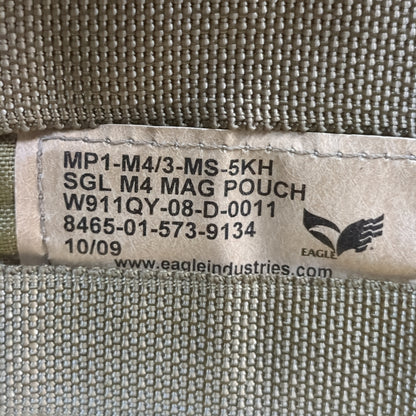 MP1-M4/3-MS-5KH
SGL M4 MAG POUCH
W911QY-08-D-0011
8465-01-573-9134
10/09
EAGLE
www.eagleindustries.com